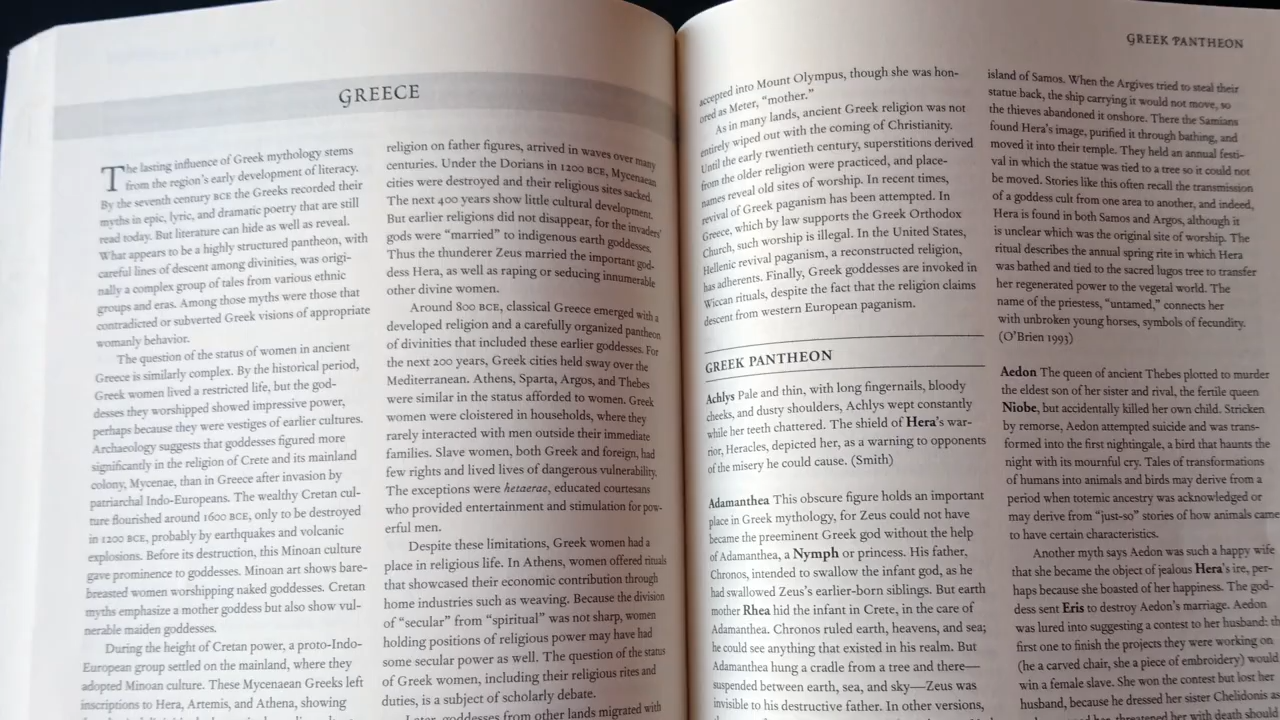 GREECE
The lasting influence of Greek mythology stems
from the region's early development of literacy.
By the seventh century BCE the Greeks recorded their
myths in epic, lyric, and dramatic poetry that are still
read today. But literature can hide as well as reveal.
What appears to be a highly structured pantheon, with
careful lines of descent among divinities, was origi-
nally a complex group of tales from various ethnic
groups and eras. Among those myths were those that
contradicted or subverted Greek visions of appropriate
womanly behavior.
The question of the status of women in ancient
Greece is similarly complex. By the historical period,
Greek women lived a restricted life, but the god-
desses they worshipped showed impressive power,
perhaps because they were vestiges of earlier cultures.
Archaeology suggests that goddesses figured more
significantly in the religion of Crete and its mainland
colony, Mycenae, than in Greece after invasion by
patriarchal Indo-Europeans. The wealthy Cretan cul-
ture flourished around 1600 BCE, only to be destroyed
in 1200 BCE, probably by earthquakes and volcanic
explosions. Before its destruction, this Minoan culture
gave prominence to goddesses. Minoan art shows bare-
breasted women worshipping naked goddesses. Cretan
myths emphasize a mother goddess but also show vul-
nerable maiden goddesses.
During the height of Cretan power, a proto-Indo-
European group settled on the mainland, where they
adopted Minoan culture. These Mycenaean Greeks left
inscriptions to Hera, Artemis, and Athena, showing
religion on father figures, arrived in waves over many
centuries. Under the Dorians in 1200 BCE, Mycenaean
cities were destroyed and their religious sites sacked.
The next 400 years show little cultural development.
But earlier religions did not disappear, for the invaders'
gods were "married" to indigenous earth goddesses.
Thus the thunderer Zeus married the important god-
dess Hera, as well as raping or seducing innumerable
other divine women.
Around 800 BCE, classical Greece emerged with a
developed religion and a carefully organized pantheon
of divinities that included these earlier goddesses. For
the next 200 years, Greek cities held sway over the
Mediterranean. Athens, Sparta, Argos, and Thebes
were similar in the status afforded to women. Greek
women were cloistered in households, where they
rarely interacted with men outside their immediate
families. Slave women, both Greek and foreign, had
few rights and lived lives of dangerous vulnerability.
The exceptions were hetaerae, educated courtesans
who provided entertainment and stimulation for pow-
erful men.
Despite these limitations, Greek women had a
place in religious life. In Athens, women offered rituals
that showcased their economic contribution through
home industries such as weaving. Because the division
of "secular" from "spiritual" was not sharp, women
holding positions of religious power may have had
some secular power as well. The question of the status
of Greek women, including their religious rites and
duties, is a subject of scholarly debate.
goddesses from other lands migrated with
GREEK PANTHEON
accepted into Mount Olympus, though she was hon-
ored as Meter, "mother."
As in many lands, ancient Greek religion was not
entirely wiped out with the coming of Christianity.
Until the early twentieth century, superstitions derived
from the older religion were practiced, and place-
names reveal old sites of worship. In recent times,
revival of Greek paganism has been attempted. In
Greece, which by law supports the Greek Orthodox
Church, such worship is illegal. In the United States,
Hellenic revival paganism, a reconstructed religion,
has adherents. Finally, Greek goddesses are invoked in
Wiccan rituals, despite the fact that the religion claims
descent from western European paganism.
GREEK PANTHEON
Achlys Pale and thin, with long fingernails, bloody
cheeks, and dusty shoulders, Achlys wept constantly
while her teeth chattered. The shield of Hera's war-
rior, Heracles, depicted her, as a warning to opponents
of the misery he could cause. (Smith)
Adamanthea This obscure figure holds an important
place in Greek mythology, for Zeus could not have
became the preeminent Greek god without the help
of Adamanthea, a Nymph or princess. His father,
Chronos, intended to swallow the infant god, as he
had swallowed Zeus's earlier-born siblings. But earth
mother Rhea hid the infant in Crete, in the care of
Adamanthea. Chronos ruled earth, heavens, and sea;
he could see anything that existed in his realm. But
Adamanthea hung a cradle from a tree and there—
suspended between earth, sea, and sky—Zeus was
invisible to his destructive father. In other versions,
island of Samos. When the Argives tried to steal their
statue back, the ship carrying it would not move, so
the thieves abandoned it onshore. There the Samians
found Hera's image, purified it through bathing, and
moved it into their temple. They held an annual festi-
val in which the statue was tied to a tree so it could not
be moved. Stories like this often recall the transmission
of a goddess cult from one area to another, and indeed,
Hera is found in both Samos and Argos, although it
is unclear which was the original site of worship. The
ritual describes the annual spring rite in which Hera
was bathed and tied to the sacred lugos tree to transfer
her regenerated power to the vegetal world. The
name of the priestess, "untamed," connects her
with unbroken young horses, symbols of fecundity.
(O'Brien 1993)
Aedon The queen of ancient Thebes plotted to murder
the eldest son of her sister and rival, the fertile queen
Niobe, but accidentally killed her own child. Stricken
by remorse, Aedon attempted suicide and was trans-
formed into the first nightingale, a bird that haunts the
night with its mournful cry. Tales of transformations
of humans into animals and birds may derive from a
period when totemic ancestry was acknowledged or
may derive from "just-so" stories of how animals came
to have certain characteristics.
Another myth says Aedon was such a happy wife
that she became the object of jealous Hera's ire, per-
haps because she boasted of her happiness. The god-
dess sent Eris to destroy Aedon's marriage. Aedon
was lured into suggesting a contest to her husband: th
first one to finish the projects they were working on
(he a carved chair, she a piece of embroidery) would
win a female slave. She won the contest but lost her
husband, because he dressed her sister Chelidonis as
threatened her with death should